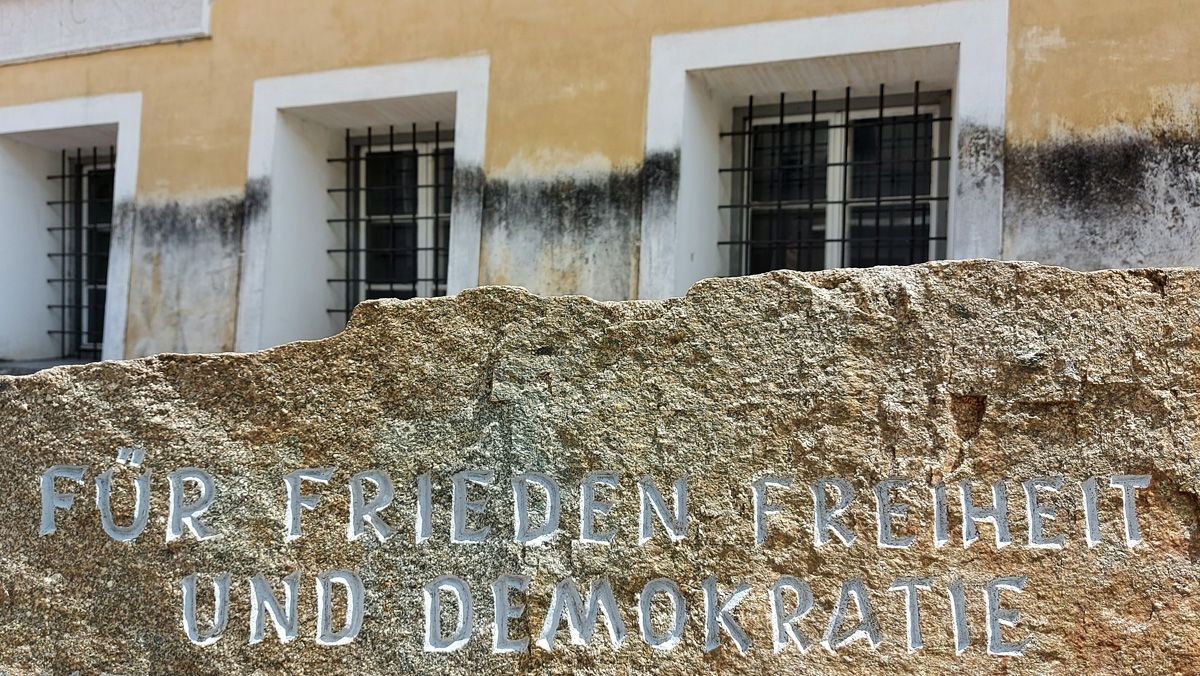 FÜR FRIEDEN FREIHEIT
UND DEMOKRATIE